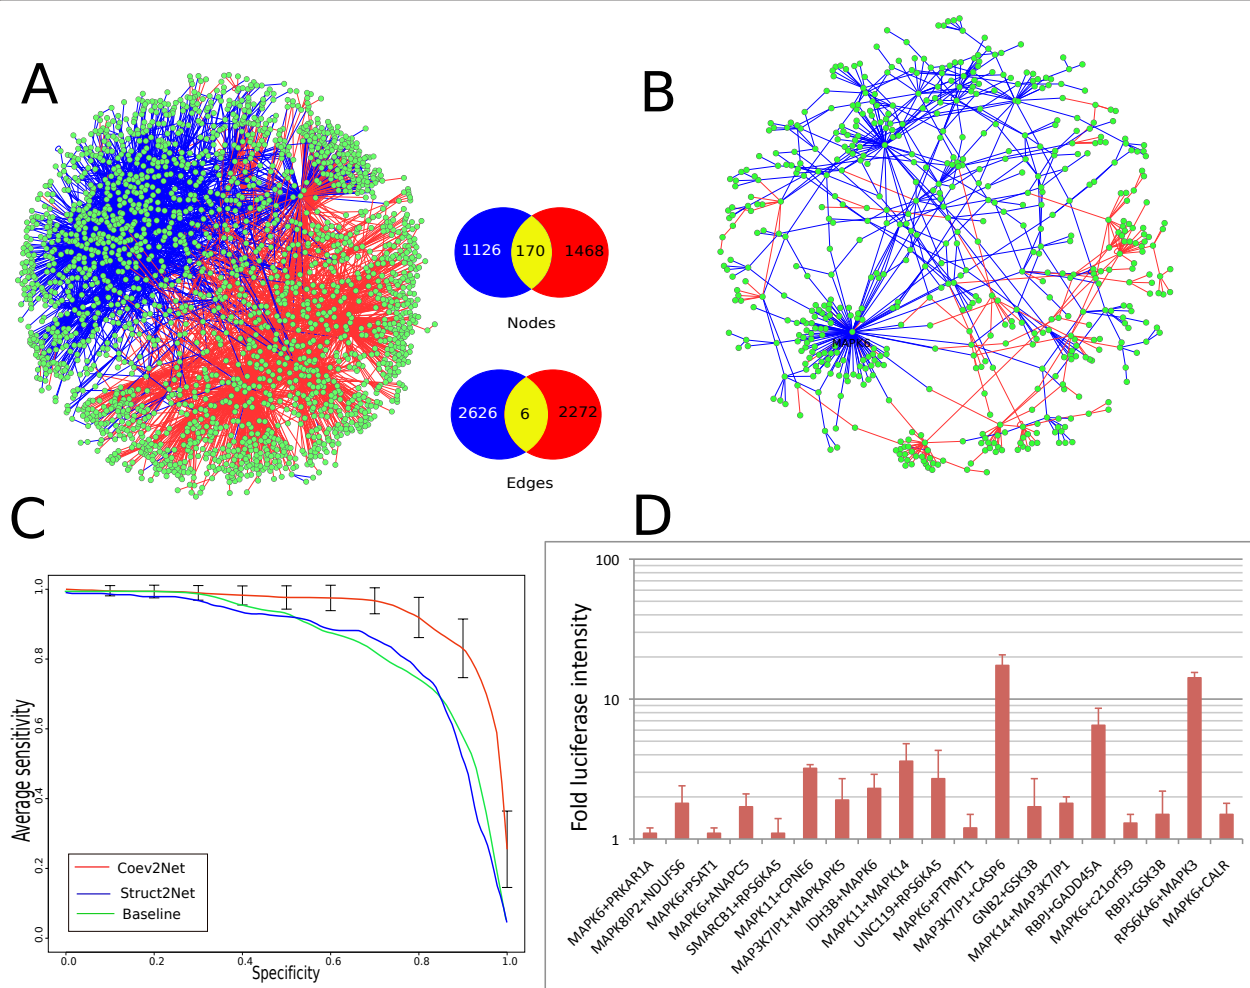 A
B
1126 170 1468
Nodes
2626 6 2272
Edges
C
Average sensitivity
1.0
0.8
0.6
0.4
0.2
0.0
Coev2Net
Struct2Net
Baseline
0.0 0.2 0.4 0.6 0.8 1.0
Specificity
D
Fold luciferase intensity
100
10
1
MAPK6+PRKAR1A
MAPK8IP2+NDUFS6
MAPK6+PSAT1
MAPK6+ANAPC5
SMARCB1+RPS6KA5
MAPK11+CPNE6
MAP3K7IP1+MAPKAPK5
IDH3B+MAPK6
MAPK11+MAPK14
UNC119+RPS6KA5
MAPK6+PTPMT1
MAP3K7IP1+CASP6
GNB2+GSK3B
MAPK14+MAP3K7IP1
RBPJ+GADD45A
MAPK6+c21orf59
RBPJ+GSK3B
RPS6KA6+MAPK3
MAPK6+CALR